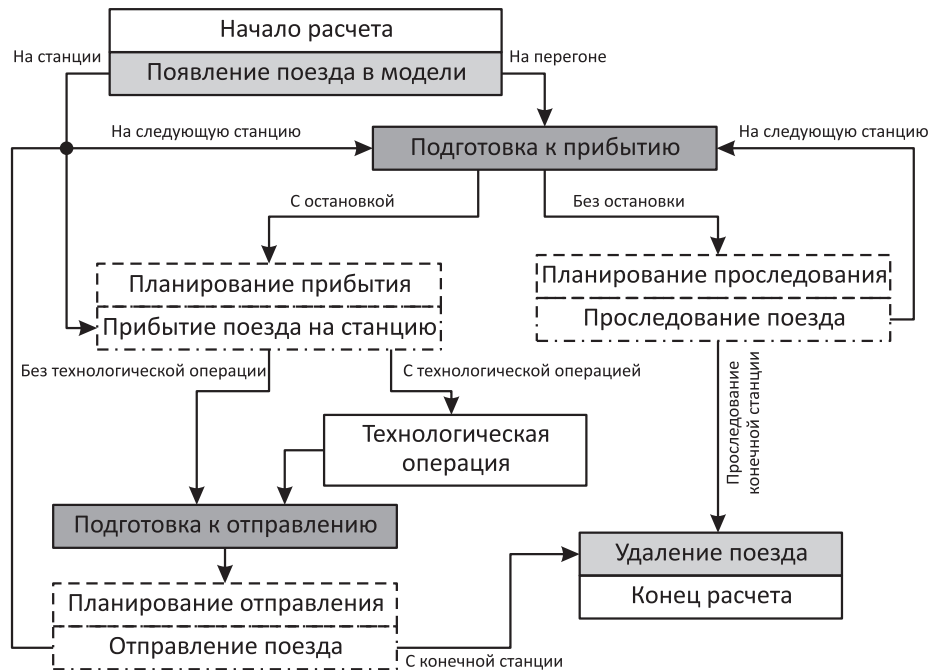 Начало расчета
На станции
Появление поезда в модели
На перегоне
На следующую станцию
Подготовка к прибытию
На следующую станцию
С остановкой
Без остановки
Планирование прибытия
Прибытие поезда на станцию
Планирование проследования
Проследование поезда
Без технологической операции
С технологической операцией
Проследование
конечной станции
Технологическая
операция
Подготовка к отправлению
Удаление поезда
Конец расчета
Планирование отправления
Отправление поезда
С конечной станции